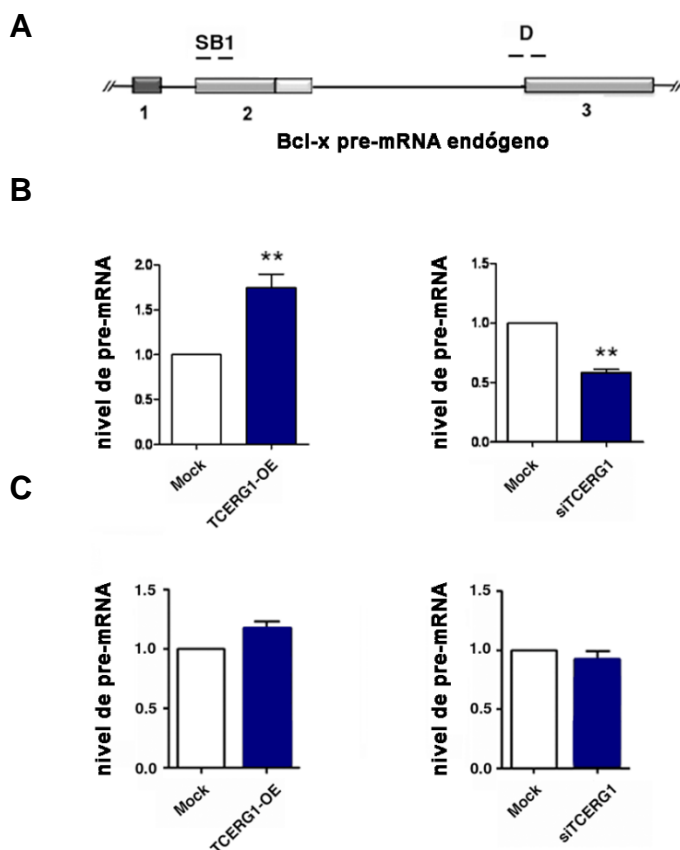 A
SB1
D
1
2
3
Bcl-x pre-mRNA endógeno
B
nivel de pre-mRNA
2.0
1.5
1.0
0.5
0.0
**
Mock
TCERG1-OE
nivel de pre-mRNA
1.5
1.0
0.5
0.0
**
Mock
siTCERG1
C
nivel de pre-mRNA
1.5
1.0
0.5
0.0
Mock
TCERG1-OE
nivel de pre-mRNA
1.5
1.0
0.5
0.0
Mock
siTCERG1